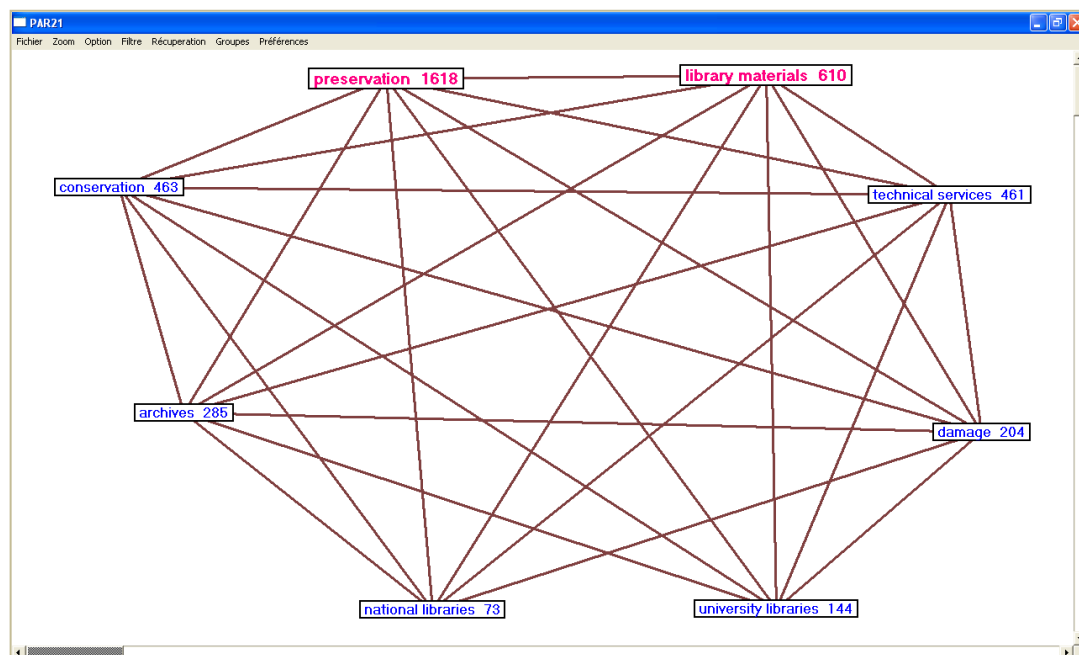 PAR21
Fichier Zoom Option Filtre Récuperation Groupes Préférences
preservation 1618
library materials 610
conservation 463
technical services 461
archives 285
damage 204
national libraries 73
university libraries 144